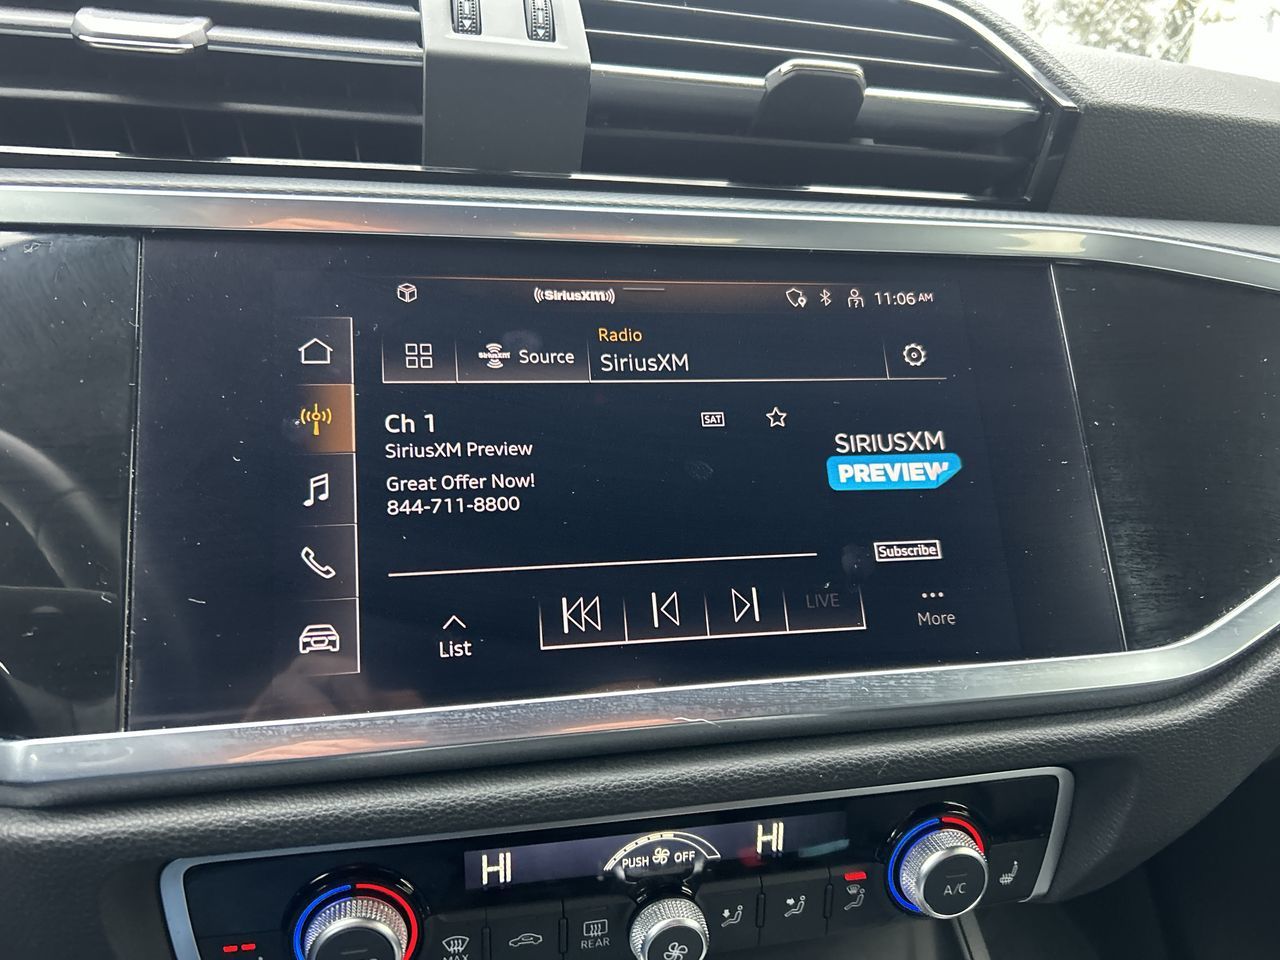 ((SiriusXM))
11:06 AM
SiriusXM
Source
Radio
SiriusXM
Ch 1
SAT
SiriusXM Preview
Great Offer Now!
844-711-8800
SIRIUSXM
PREVIEW
Subscribe
LIVE
List
More
HI
PUSH OFF
HI
A/C
MAX
REAR